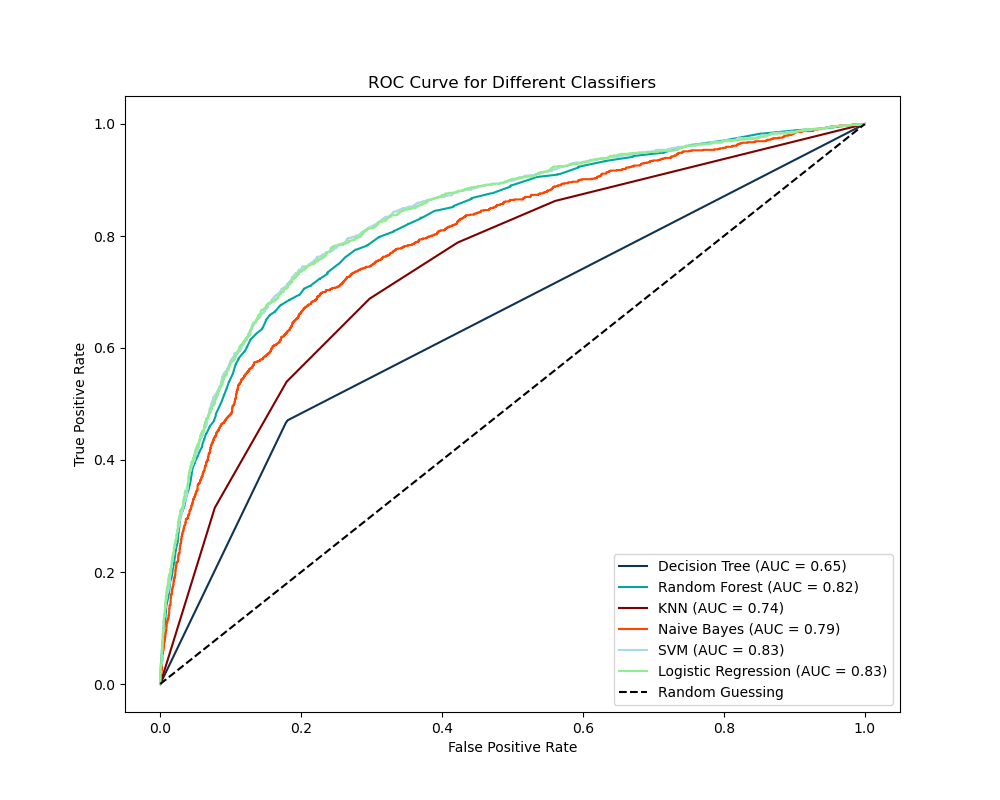 ROC Curve for Different Classifiers
True Positive Rate
1.0
0.8
0.6
0.4
0.2
0.0
Decision Tree (AUC = 0.65)
Random Forest (AUC = 0.82)
KNN (AUC = 0.74)
Naive Bayes (AUC = 0.79)
SVM (AUC = 0.83)
Logistic Regression (AUC = 0.83)
Random Guessing
0.0 0.2 0.4 0.6 0.8 1.0
False Positive Rate